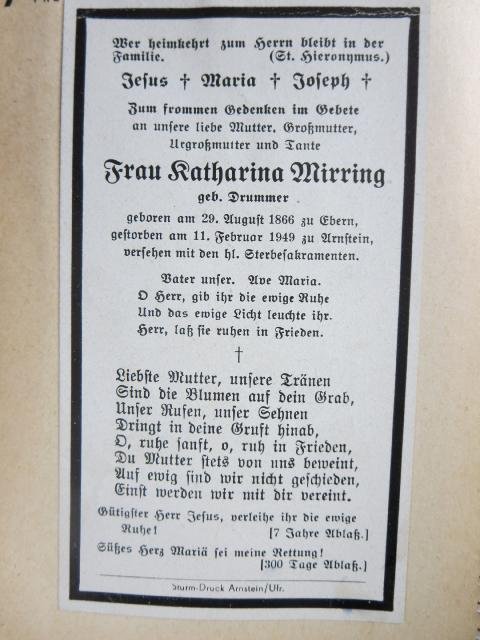 Wer heimkehrt zum Herrn bleibt in der
Familie. (St. Hieronymus.)
Jesus † Maria † Joseph †
Zum frommen Gedenken im Gebete
an unsere liebe Mutter, Großmutter,
Urgroßmutter und Tante
Frau Katharina Mirring
geb. Drummer
geboren am 29. August 1866 zu Ebern,
gestorben am 11. Februar 1949 zu Arnstein,
versehen mit den hl. Sterbesakramenten.
Vater unser. Ave Maria.
O Herr, gib ihr die ewige Ruhe
Und das ewige Licht leuchte ihr.
Herr, laß sie ruhen in Frieden.
†
Liebste Mutter, unsere Tränen
Sind die Blumen auf dein Grab,
Unser Rufen, unser Sehnen
Dringt in deine Gruft hinab,
O, ruhe sanft, o, ruh in Frieden,
Du Mutter stets von uns beweint,
Auf ewig sind wir nicht geschieden,
Einst werden wir mit dir vereint.
Gütigster Herr Jesus, verleihe ihr die ewige
Ruhe! [7 Jahre Ablaß.]
Süßes Herz Mariä sei meine Rettung!
[300 Tage Ablaß.]
Sturm-Druck Arnstein/Ufr.